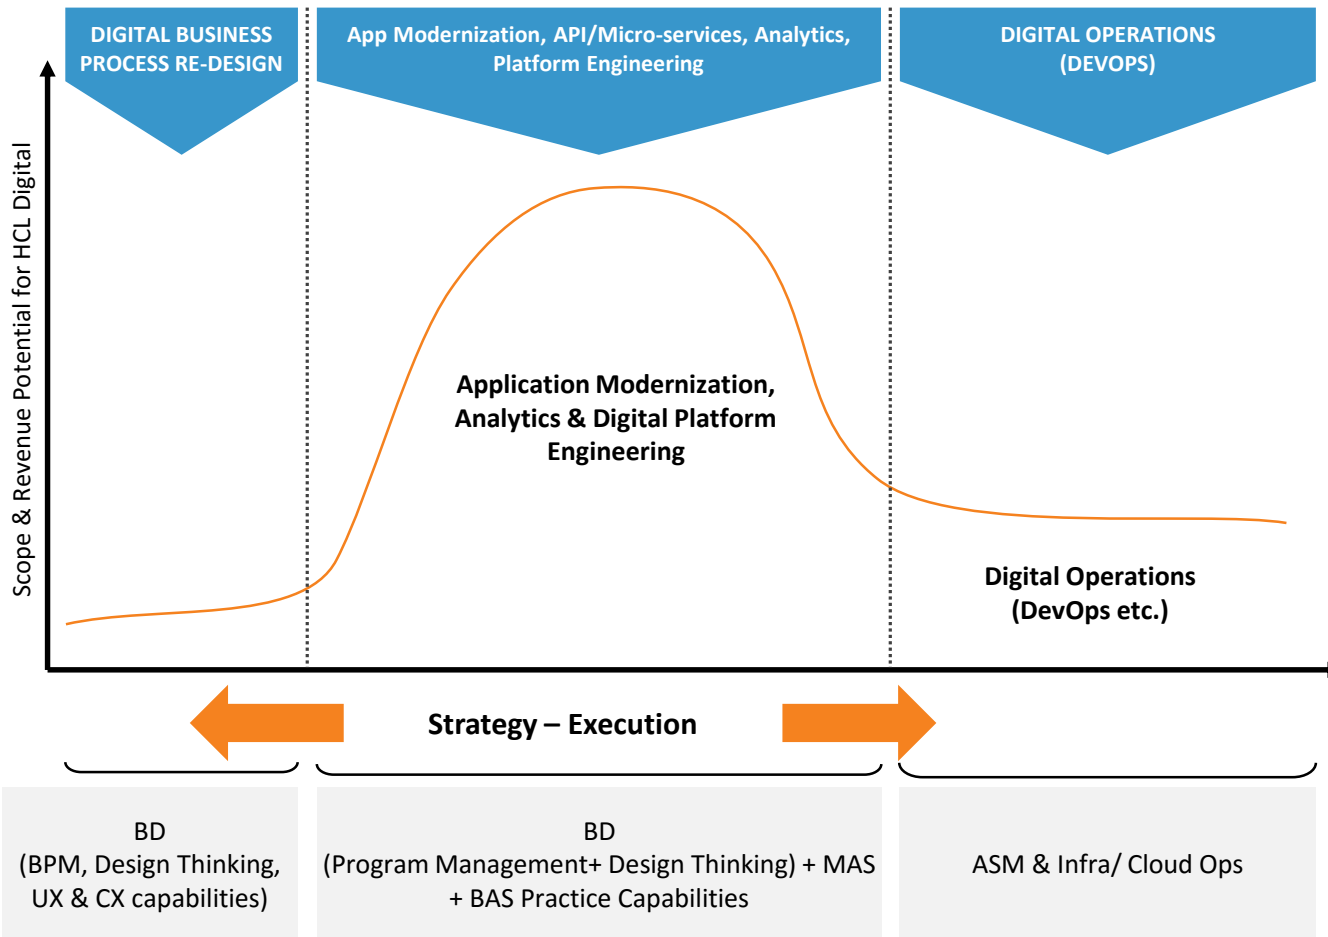 DIGITAL BUSINESS
PROCESS RE-DESIGN
App Modernization, API/Micro-services, Analytics,
Platform Engineering
DIGITAL OPERATIONS
(DEVOPS)
Scope & Revenue Potential for HCL Digital
Application Modernization,
Analytics & Digital Platform
Engineering
Digital Operations
(DevOps etc.)
Strategy – Execution
BD
(BPM, Design Thinking,
UX & CX capabilities)
BD
(Program Management+ Design Thinking) + MAS
+ BAS Practice Capabilities
ASM & Infra/ Cloud Ops